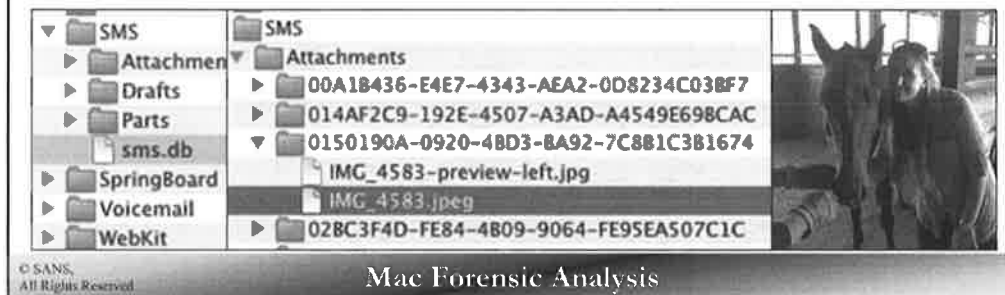 SMS
Attachmen
Drafts
Parts
sms.db
SpringBoard
Voicemail
WebKit
SMS
Attachments
00A1B436-E4E7-4343-AEA2-0D8234C03BF7
014AF2C9-192E-4507-A3AD-A4549E698CAC
0150190A-0920-4BD3-BA92-7C8B1C3B1674
IMG_4583-preview-left.jpg
IMG_4583.jpeg
02BC3F4D-FE84-4B09-9064-FE95EA507C1C
© SANS,
All Rights Reserved
Mac Forensic Analysis